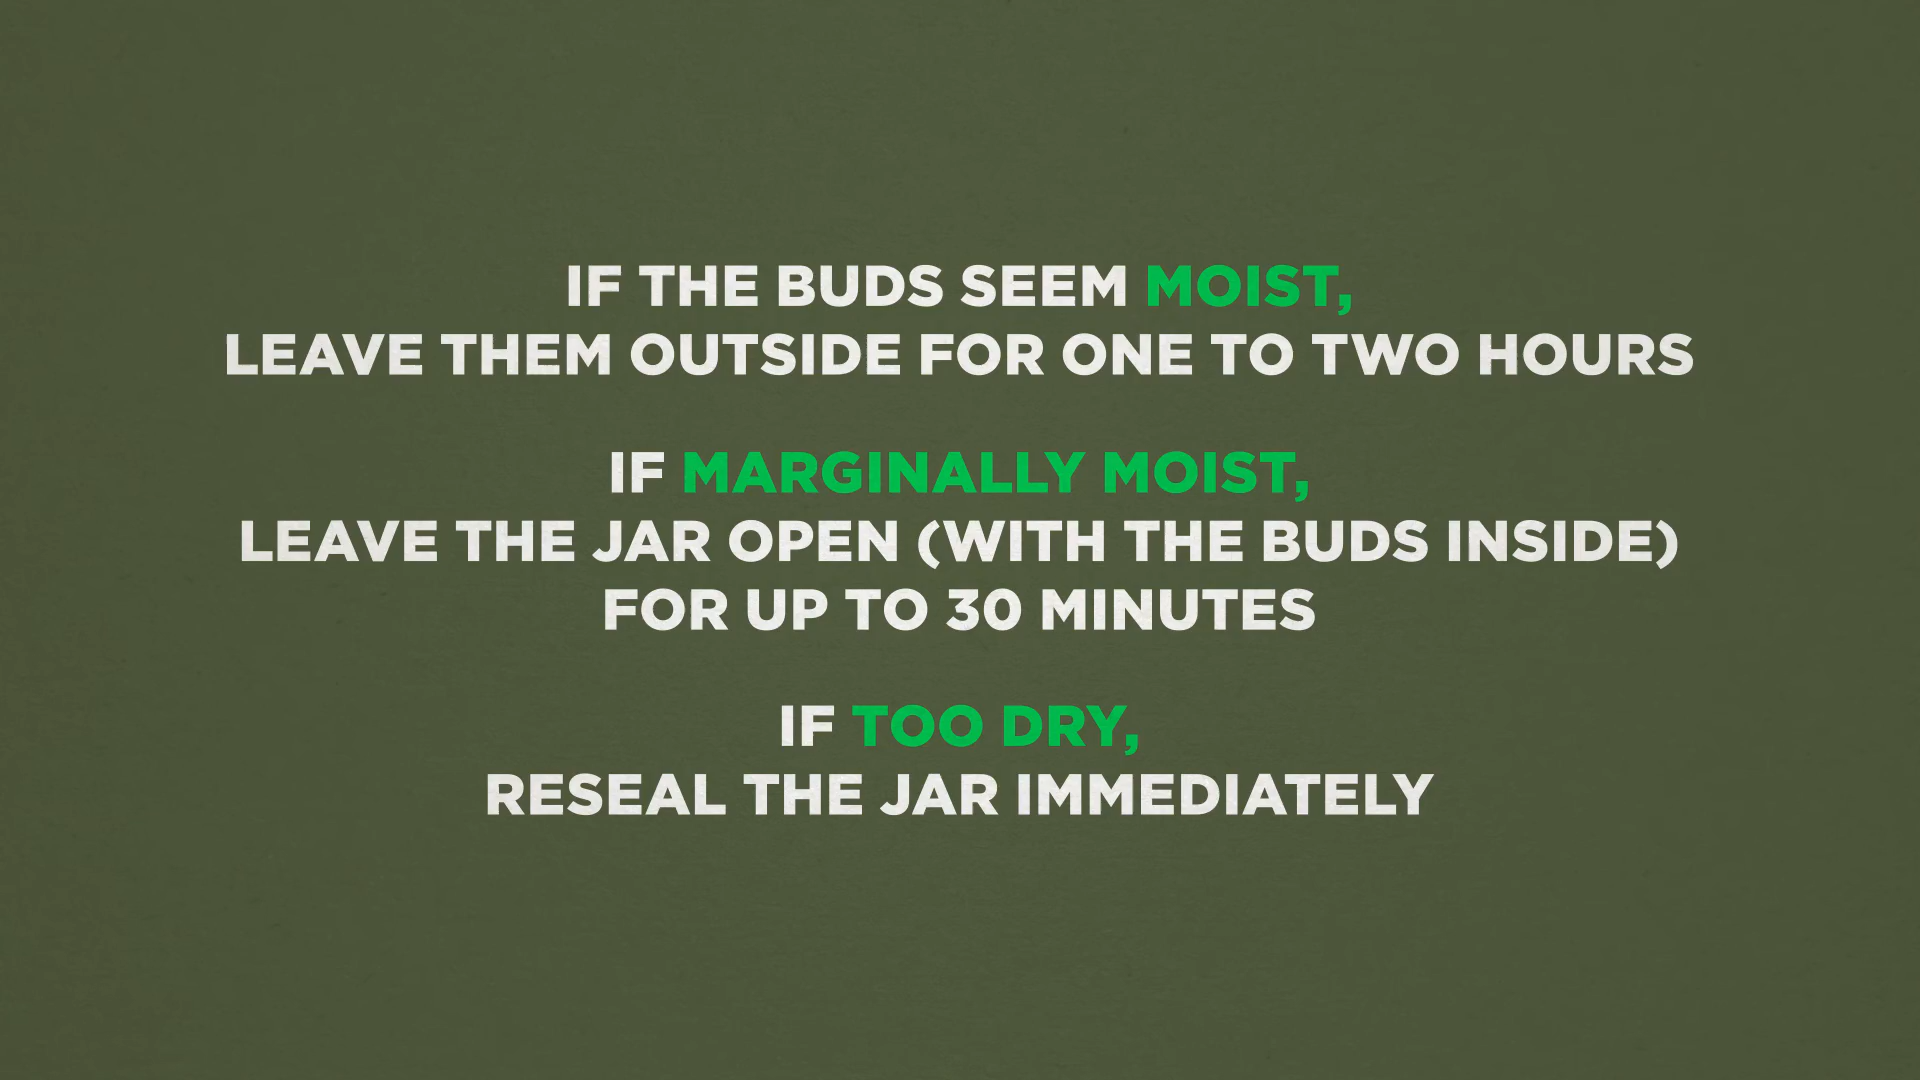 IF THE BUDS SEEM MOIST,
LEAVE THEM OUTSIDE FOR ONE TO TWO HOURS
IF MARGINALLY MOIST,
LEAVE THE JAR OPEN (WITH THE BUDS INSIDE)
FOR UP TO 30 MINUTES
IF TOO DRY,
RESEAL THE JAR IMMEDIATELY